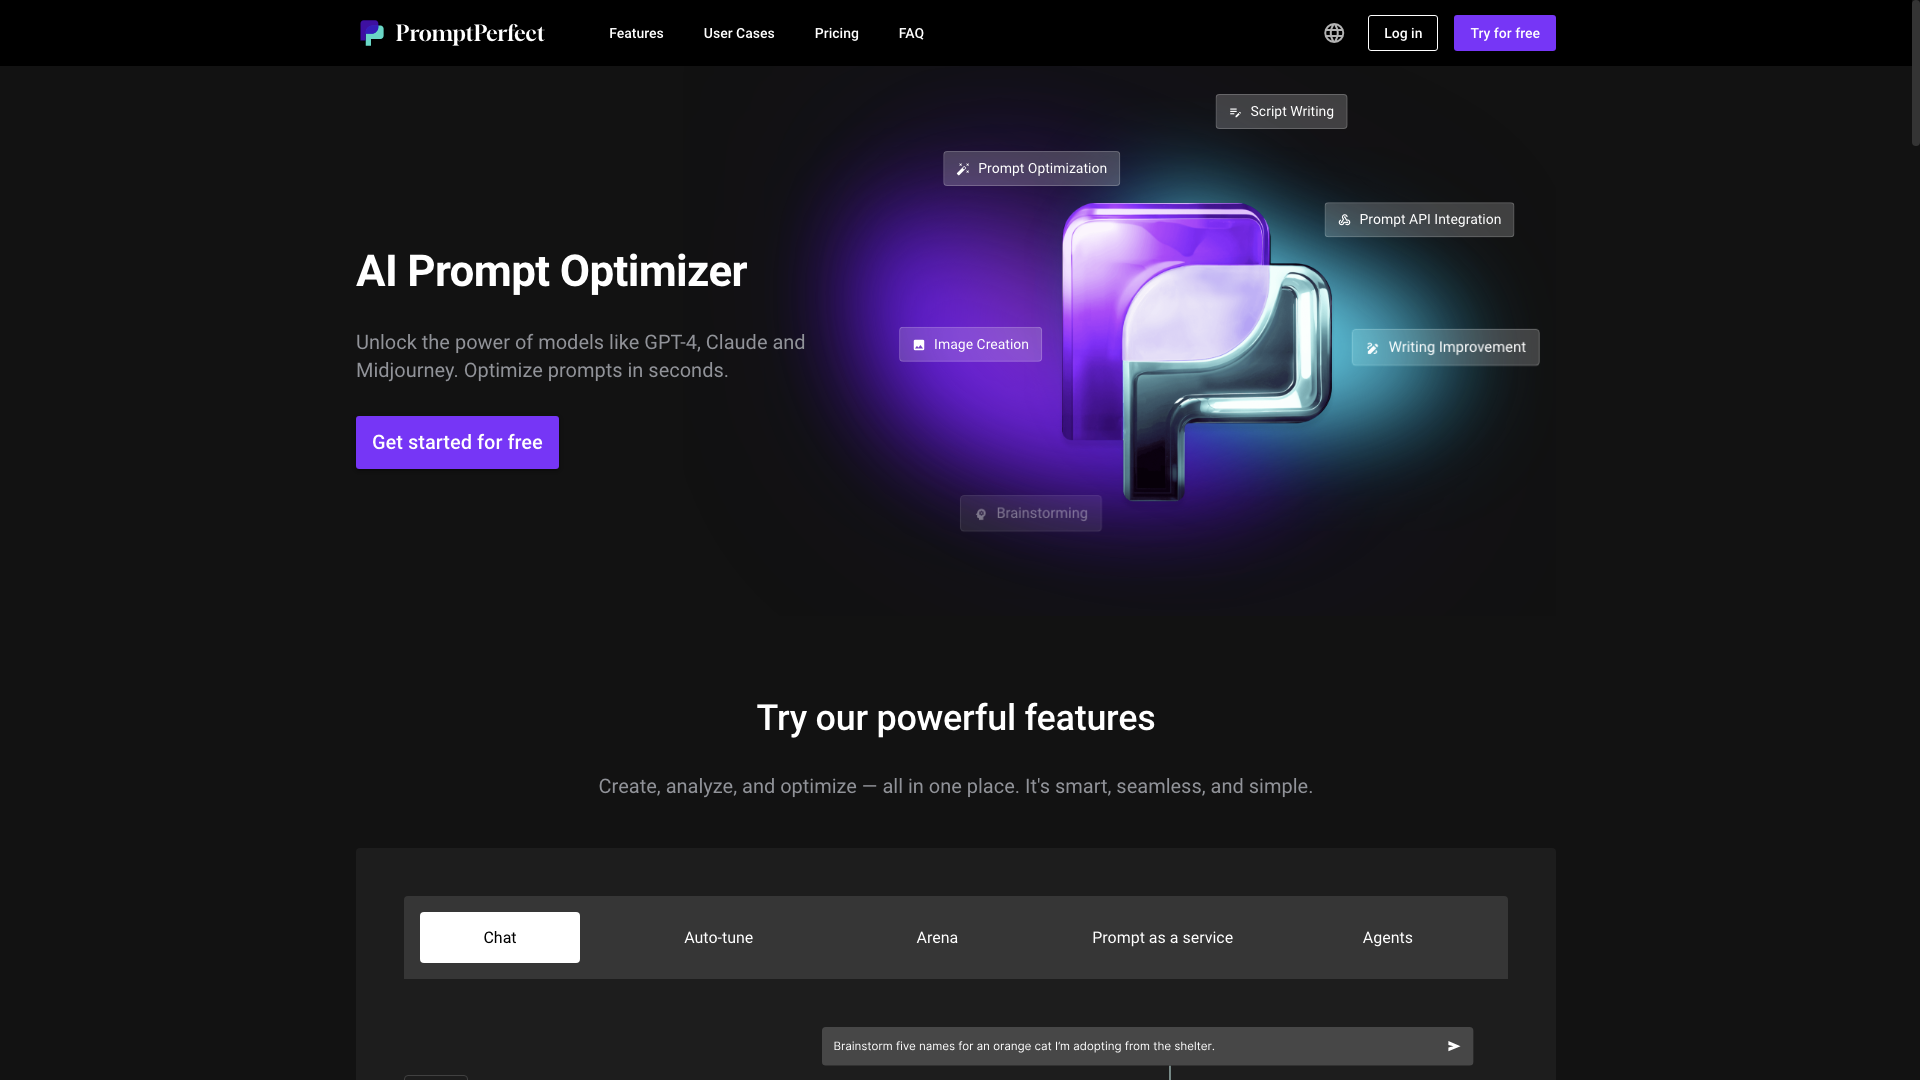 PromptPerfect
Features
User Cases
Pricing
FAQ
Log in
Try for free
Script Writing
Prompt Optimization
Prompt API Integration
AI Prompt Optimizer
Unlock the power of models like GPT-4, Claude and
Midjourney. Optimize prompts in seconds.
Image Creation
Writing Improvement
Get started for free
Brainstorming
Try our powerful features
Create, analyze, and optimize — all in one place. It's smart, seamless, and simple.
Chat
Auto-tune
Arena
Prompt as a service
Agents
Brainstorm five names for an orange cat I'm adopting from the shelter.